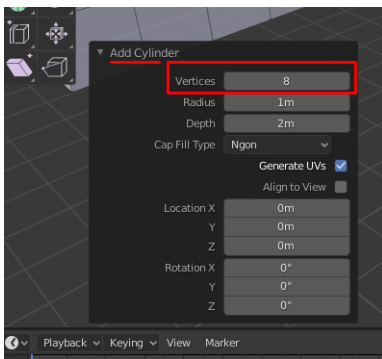 Add Cylinder
Vertices 8
Radius 1m
Depth 2m
Cap Fill Type Ngon
Generate UVs
Align to View
Location X 0m
Y 0m
Z 0m
Rotation X 0°
Y 0°
Z 0°
Playback Keying View Marker